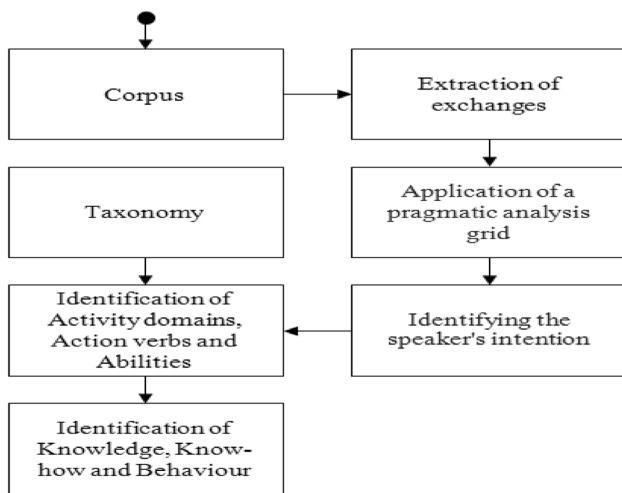 Corpus
Extraction of
exchanges
Taxonomy
Application of a
pragmatic analysis
grid
Identification of
Activity domains,
Action verbs and
Abilities
Identifying the
speaker's intention
Identification of
Knowledge, Know-
how and Behaviour